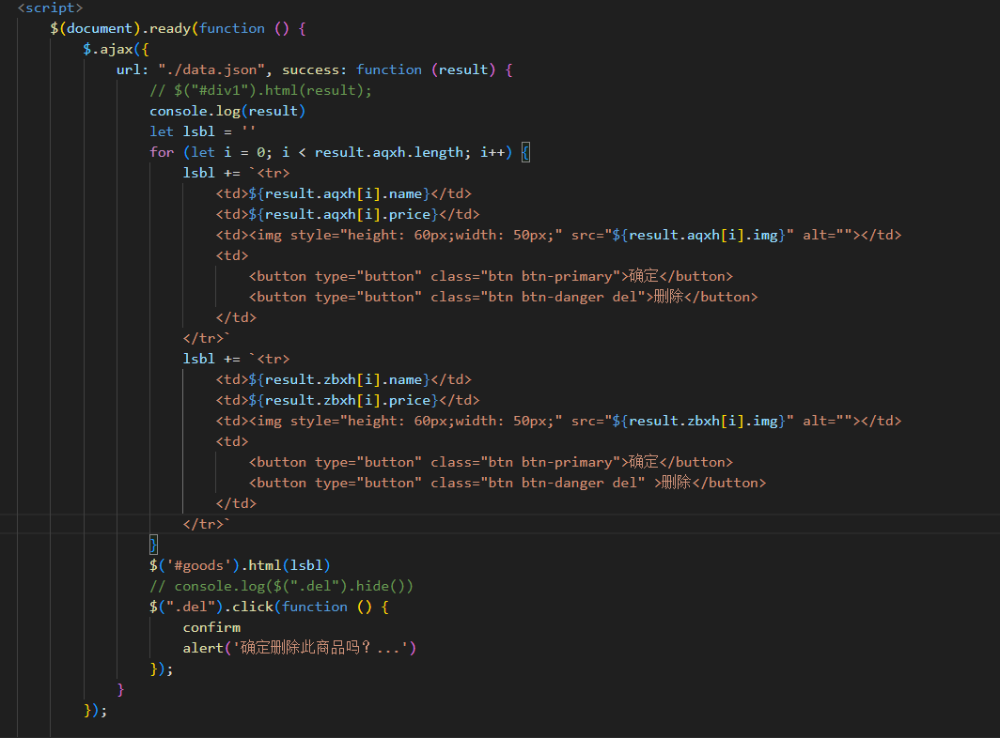 <script>
$(document).ready(function () {
$.ajax({
url: "./data.json", success: function (result) {
// $("#div1").html(result);
console.log(result)
let lsbl = ''
for (let i = 0; i < result.aqxh.length; i++) {
lsbl += `<tr>
<td>${result.aqxh[i].name}</td>
<td>${result.aqxh[i].price}</td>
<td><img style="height: 60px;width: 50px;" src="${result.aqxh[i].img}" alt=""></td>
<td>
<button type="button" class="btn btn-primary">确定</button>
<button type="button" class="btn btn-danger del">删除</button>
</td>
</tr>`
lsbl += `<tr>
<td>${result.zbxh[i].name}</td>
<td>${result.zbxh[i].price}</td>
<td><img style="height: 60px;width: 50px;" src="${result.zbxh[i].img}" alt=""></td>
<td>
<button type="button" class="btn btn-primary">确定</button>
<button type="button" class="btn btn-danger del" >删除</button>
</td>
</tr>`
}
$('#goods').html(lsbl)
// console.log($(".del").hide())
$(".del").click(function () {
confirm
alert('确定删除此商品吗？...')
});
}
});